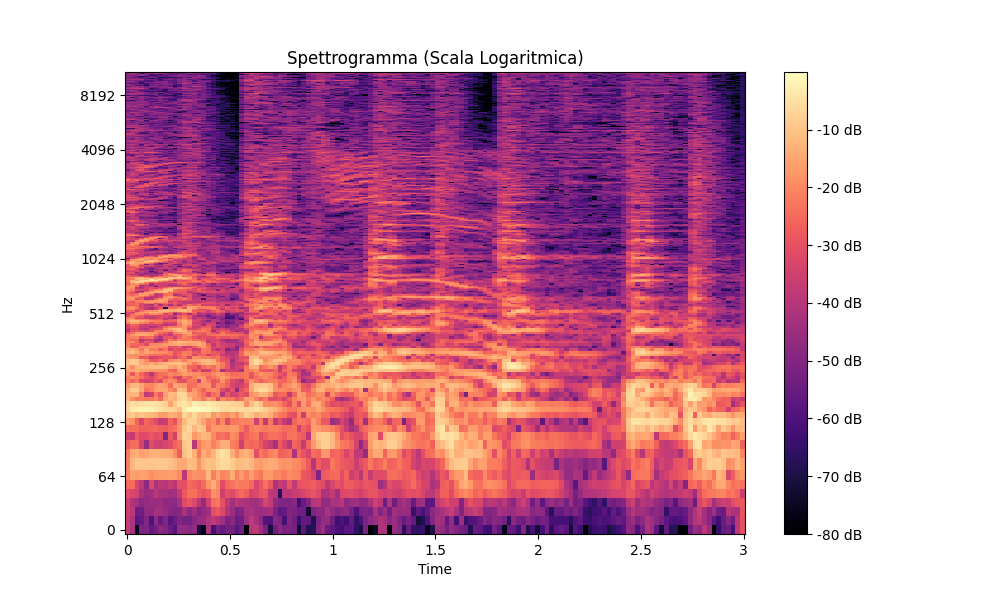 Spettrogramma (Scala Logaritmica)
Hz
8192
4096
2048
1024
512
256
128
64
0
0 0.5 1 1.5 2 2.5 3
Time
-10 dB
-20 dB
-30 dB
-40 dB
-50 dB
-60 dB
-70 dB
-80 dB